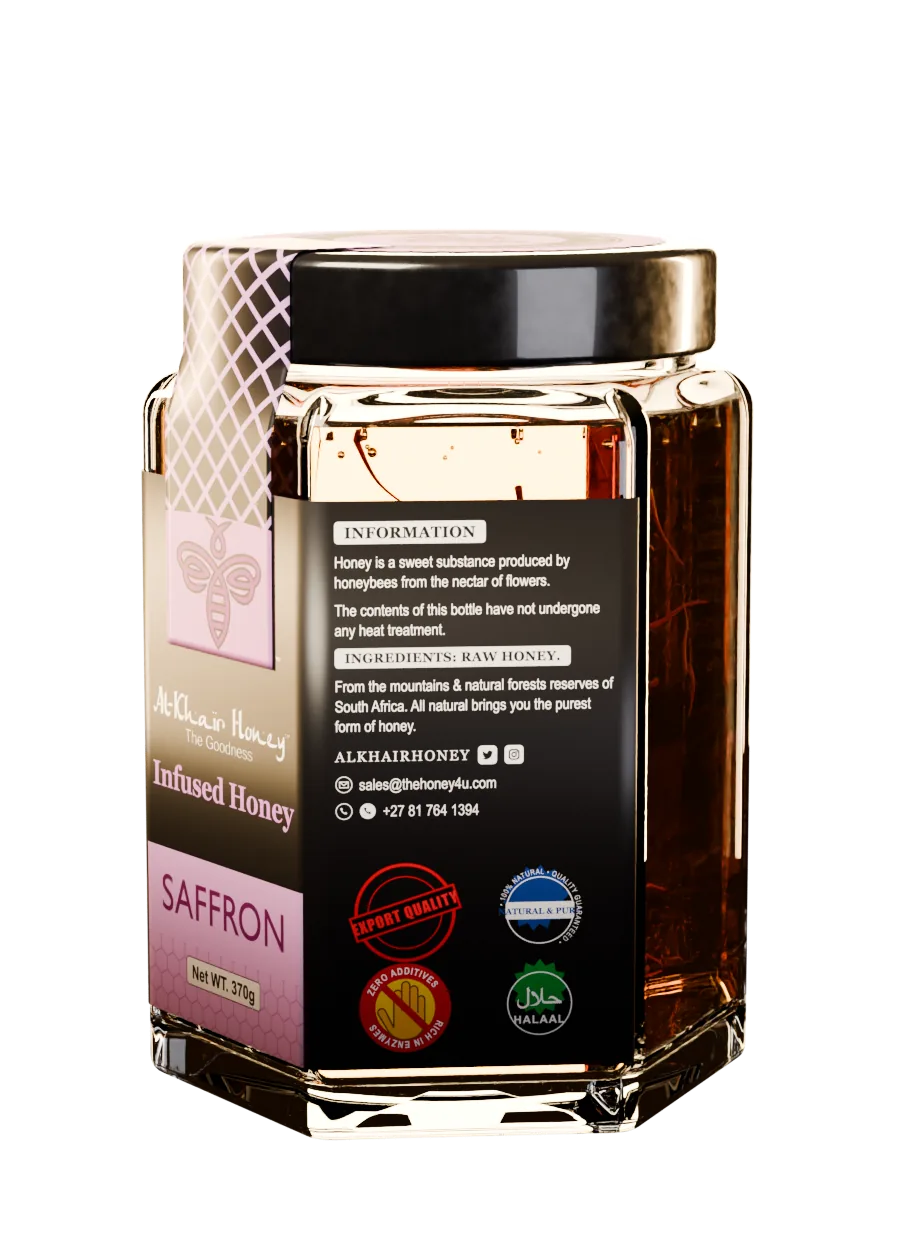 Al-Khair Honey
The Goodness
Infused Honey
SAFFRON
Net WT. 370g
INFORMATION
Honey is a sweet substance produced by
honeybees from the nectar of flowers.
The contents of this bottle have not undergone
any heat treatment.
INGREDIENTS: RAW HONEY.
From the mountains & natural forests reserves of
South Africa. All natural brings you the purest
form of honey.
ALKHAIRHONEY
sales@thehoney4u.com
+27 81 764 1394
EXPORT QUALITY
• 100% NATURAL • QUALITY GUARANTEED •
NATURAL & PUR
ZERO ADDITIVES
RICH IN ENZYMES
حلال
HALAAL